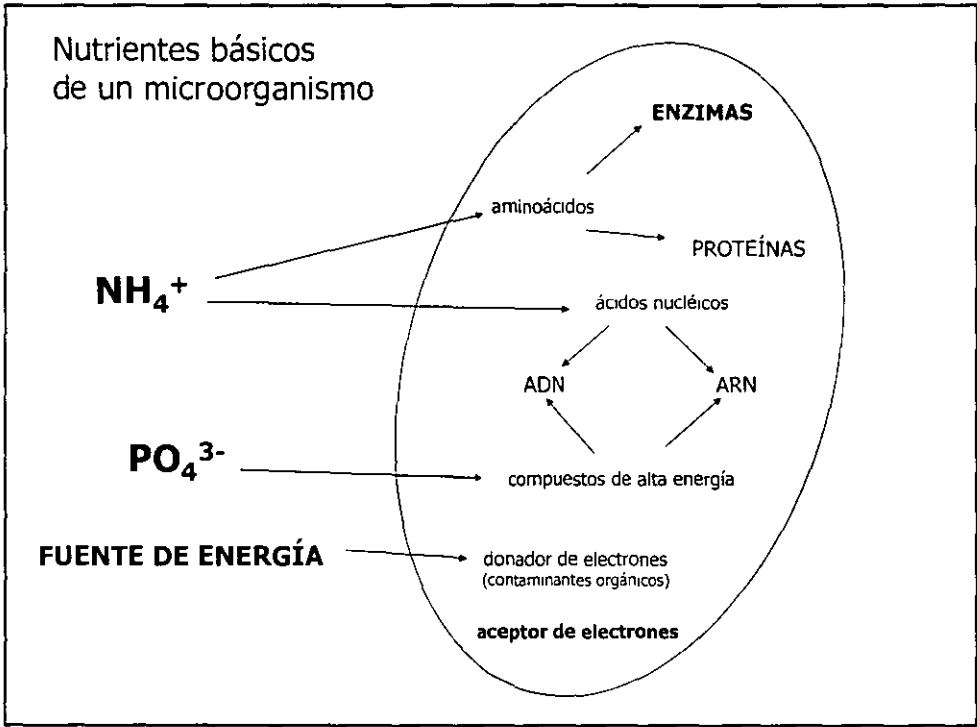 Nutrientes básicos
de un microorganismo
ENZIMAS
aminoácidos
PROTEÍNAS
NH₄⁺
ácidos nucléicos
ADN
ARN
PO₄³⁻
compuestos de alta energía
FUENTE DE ENERGÍA
donador de electrones
(contaminantes orgánicos)
aceptor de electrones